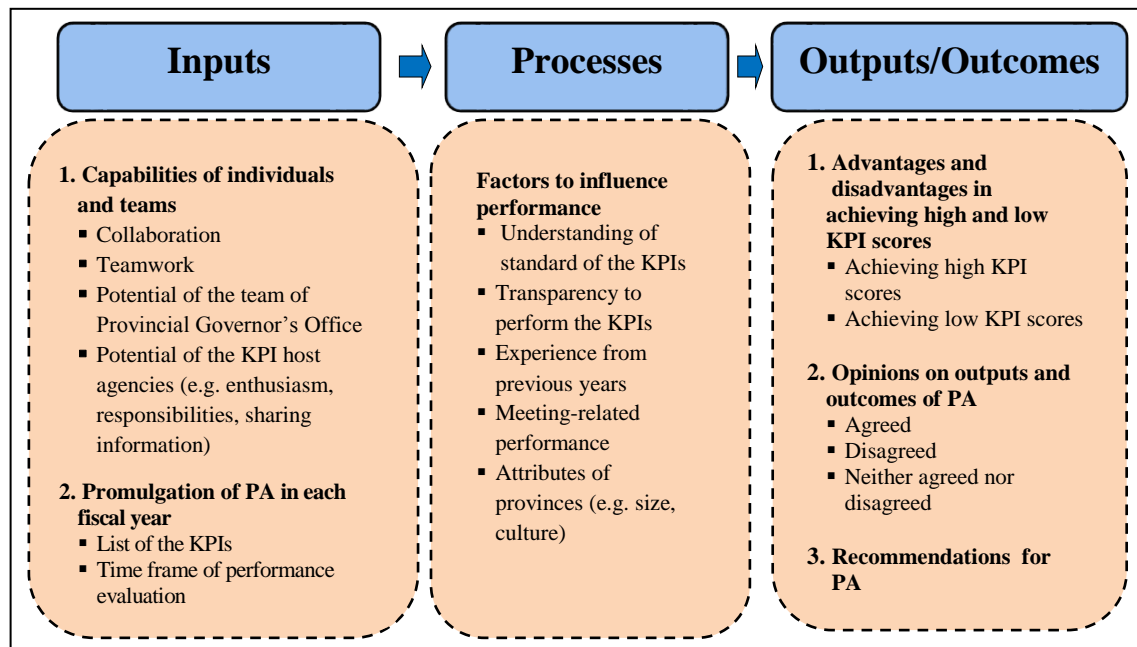 Inputs
Processes
Outputs/Outcomes
1. Capabilities of individuals
and teams
▪ Collaboration
▪ Teamwork
▪ Potential of the team of
Provincial Governor's Office
▪ Potential of the KPI host
agencies (e.g. enthusiasm,
responsibilities, sharing
information)
2. Promulgation of PA in each
fiscal year
▪ List of the KPIs
▪ Time frame of performance
evaluation
Factors to influence
performance
▪ Understanding of
standard of the KPIs
▪ Transparency to
perform the KPIs
▪ Experience from
previous years
▪ Meeting-related
performance
▪ Attributes of
provinces (e.g. size,
culture)
1. Advantages and
disadvantages in
achieving high and low
KPI scores
▪ Achieving high KPI
scores
▪ Achieving low KPI scores
2. Opinions on outputs and
outcomes of PA
▪ Agreed
▪ Disagreed
▪ Neither agreed nor
disagreed
3. Recommendations for
PA